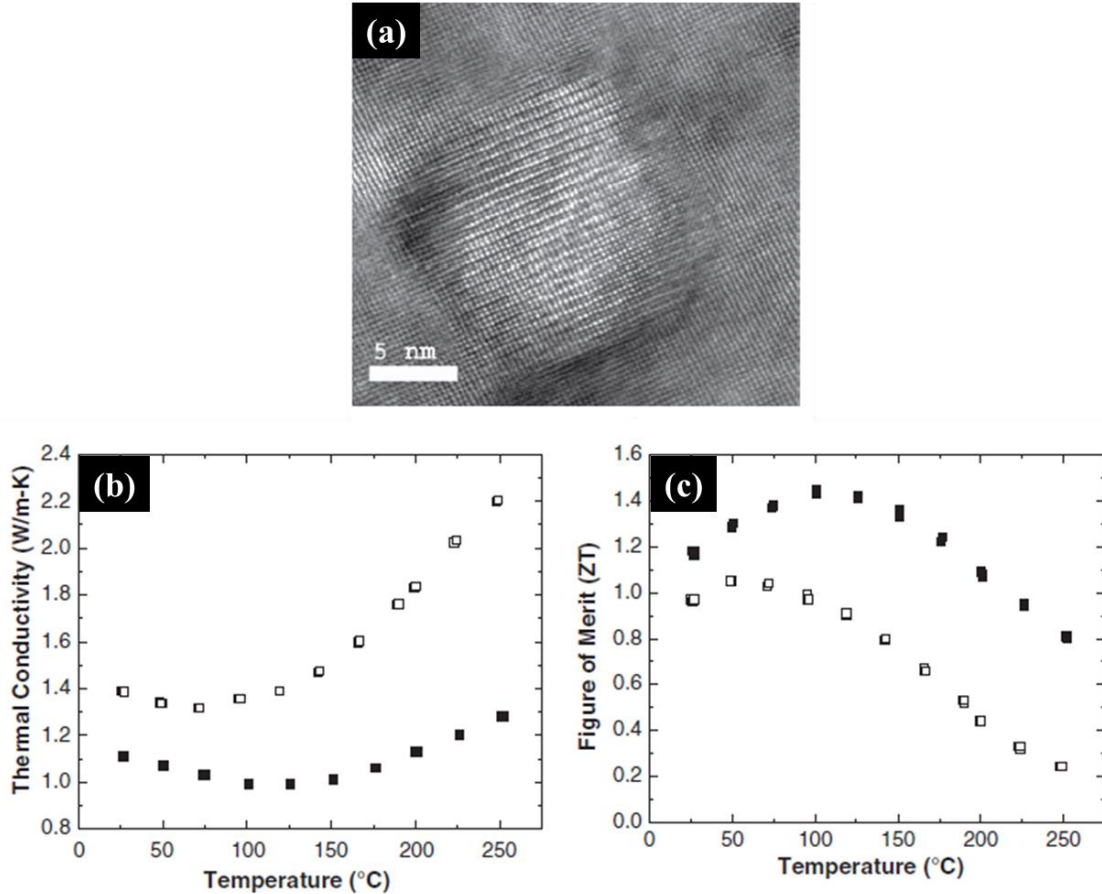 (a)
5 nm
(b)
Thermal Conductivity (W/m-K)
2.4
2.2
2.0
1.8
1.6
1.4
1.2
1.0
0.8
0 50 100 150 200 250
Temperature (°C)
(c)
Figure of Merit (ZT)
1.6
1.4
1.2
1.0
0.8
0.6
0.4
0.2
0.0
0 50 100 150 200 250
Temperature (°C)